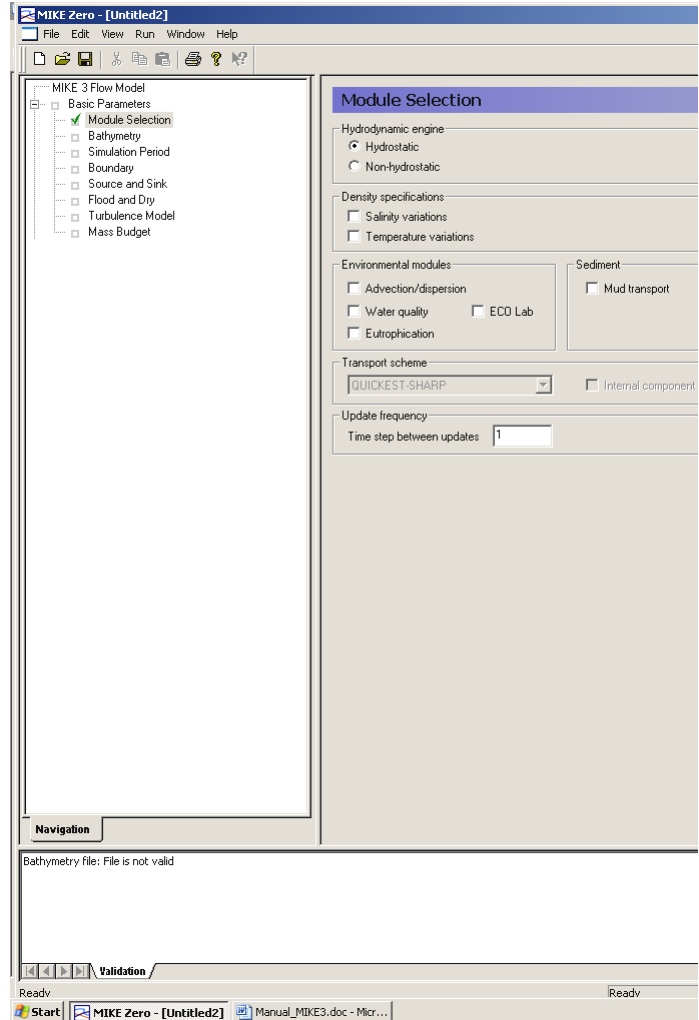 MIKE Zero - [Untitled2]
File Edit View Run Window Help
MIKE 3 Flow Model
Basic Parameters
Module Selection
Bathymetry
Simulation Period
Boundary
Source and Sink
Flood and Dry
Turbulence Model
Mass Budget
Navigation
Module Selection
Hydrodynamic engine
Hydrostatic
Non-hydrostatic
Density specifications
Salinity variations
Temperature variations
Environmental modules
Advection/dispersion
Water quality ECO Lab
Eutrophication
Sediment
Mud transport
Transport scheme
QUICKEST-SHARP Internal component
Update frequency
Time step between updates 1
Bathymetry file: File is not valid
Validation
Ready Ready
Start MIKE Zero - [Untitled2] Manual_MIKE3.doc - Micr...